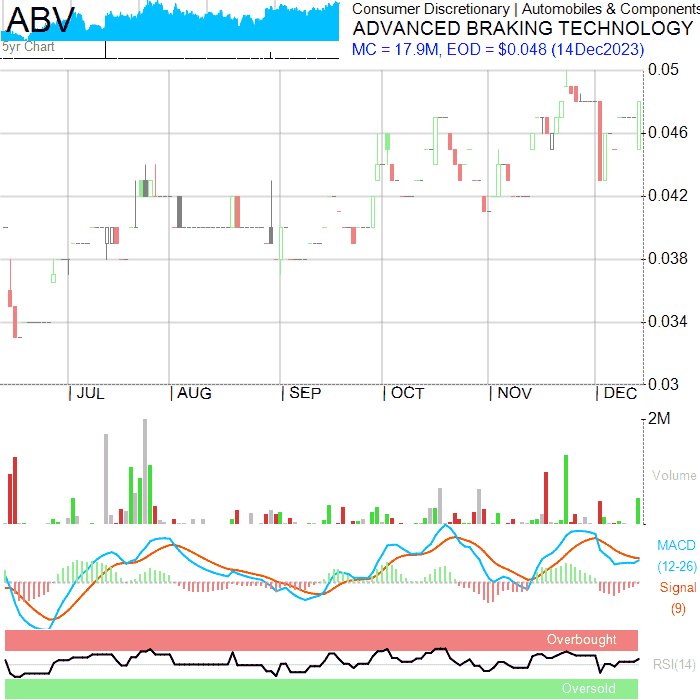 ABV
5yr Chart
Consumer Discretionary | Automobiles & Components
ADVANCED BRAKING TECHNOLOGY
MC = 17.9M, EOD = $0.048 (14Dec2023)
0.05
0.046
0.042
0.038
0.034
0.03
JUL
AUG
SEP
OCT
NOV
DEC
2M
Volume
MACD
(12-26)
Signal
(9)
Overbought
RSI(14)
Oversold